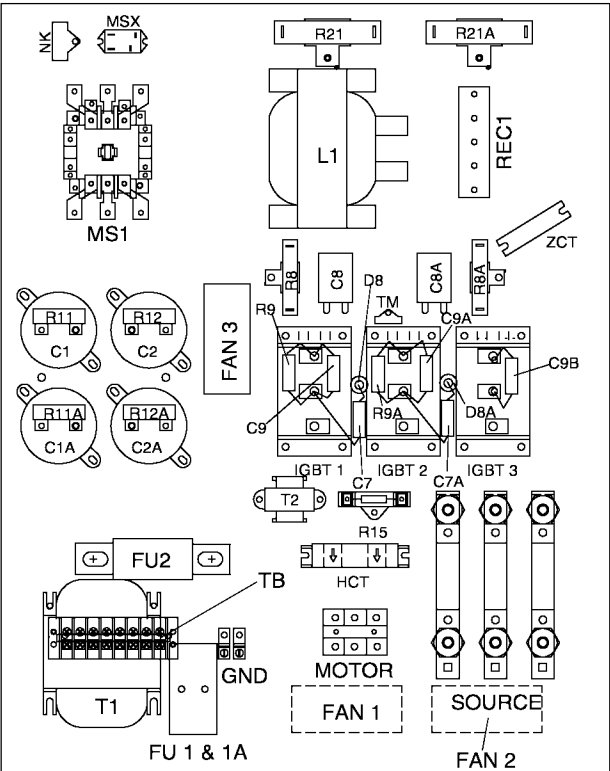 MSX
NK
R21
R21A
L1
REC1
MS1
ZCT
R8
C8
D8
C8A
R8A
TM
R9
C9A
R11
R12
FAN 3
C1
C2
C9B
R11A
R12A
R9A
D8A
C9
C1A
C2A
IGBT 1
IGBT 2
IGBT 3
C7
C7A
T2
R15
FU2
HCT
TB
GND
MOTOR
T1
FAN 1
SOURCE
FU 1 & 1A
FAN 2